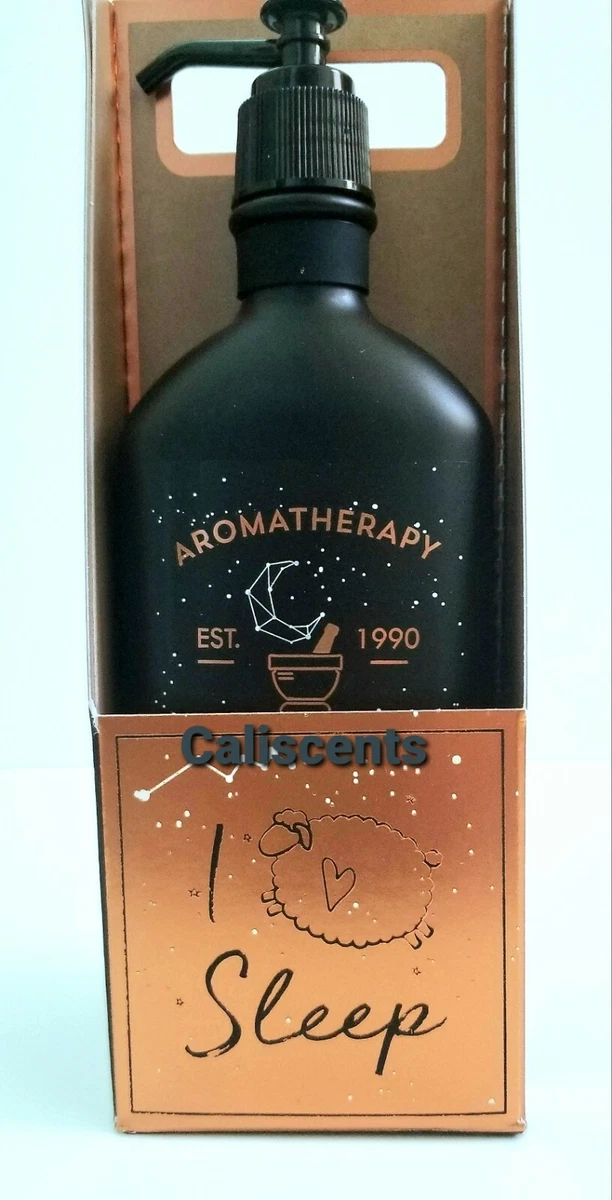 AROMATHERAPY
EST. 1990
Caliscents
I
Sleep